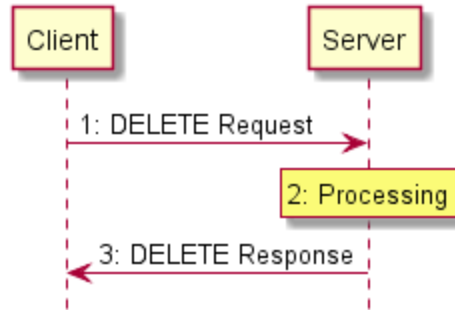 Client
Server
1: DELETE Request
2: Processing
3: DELETE Response